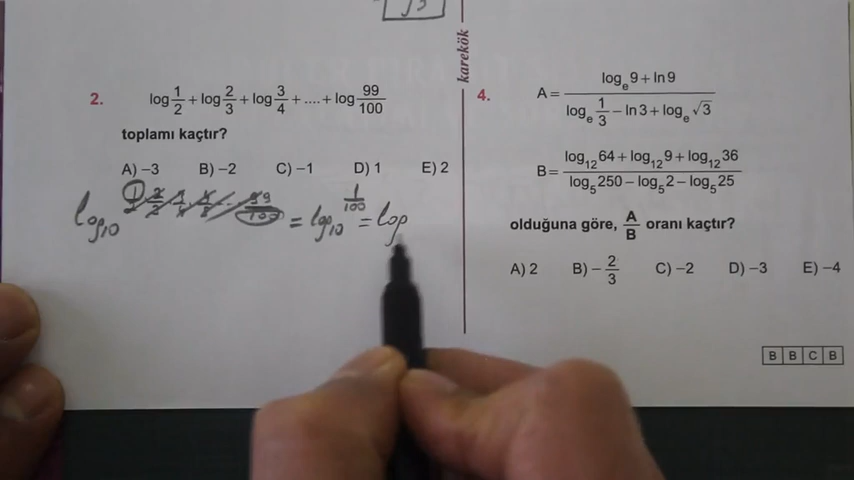 √3
karekök
2. log 1/2 + log 2/3 + log 3/4 + .... + log 99/100
toplamı kaçtır?
A) −3 B) −2 C) −1 D) 1 E) 2
= log₁₀ 1/100 = log
4. A = (logₑ 9 + ln 9) / (logₑ 1/3 − ln 3 + logₑ √3)
B = (log₁₂ 64 + log₁₂ 9 + log₁₂ 36) / (log₅ 250 − log₅ 2 − log₅ 25)
olduğuna göre, A/B oranı kaçtır?
A) 2 B) −2/3 C) −2 D) −3 E) −4
B B C B